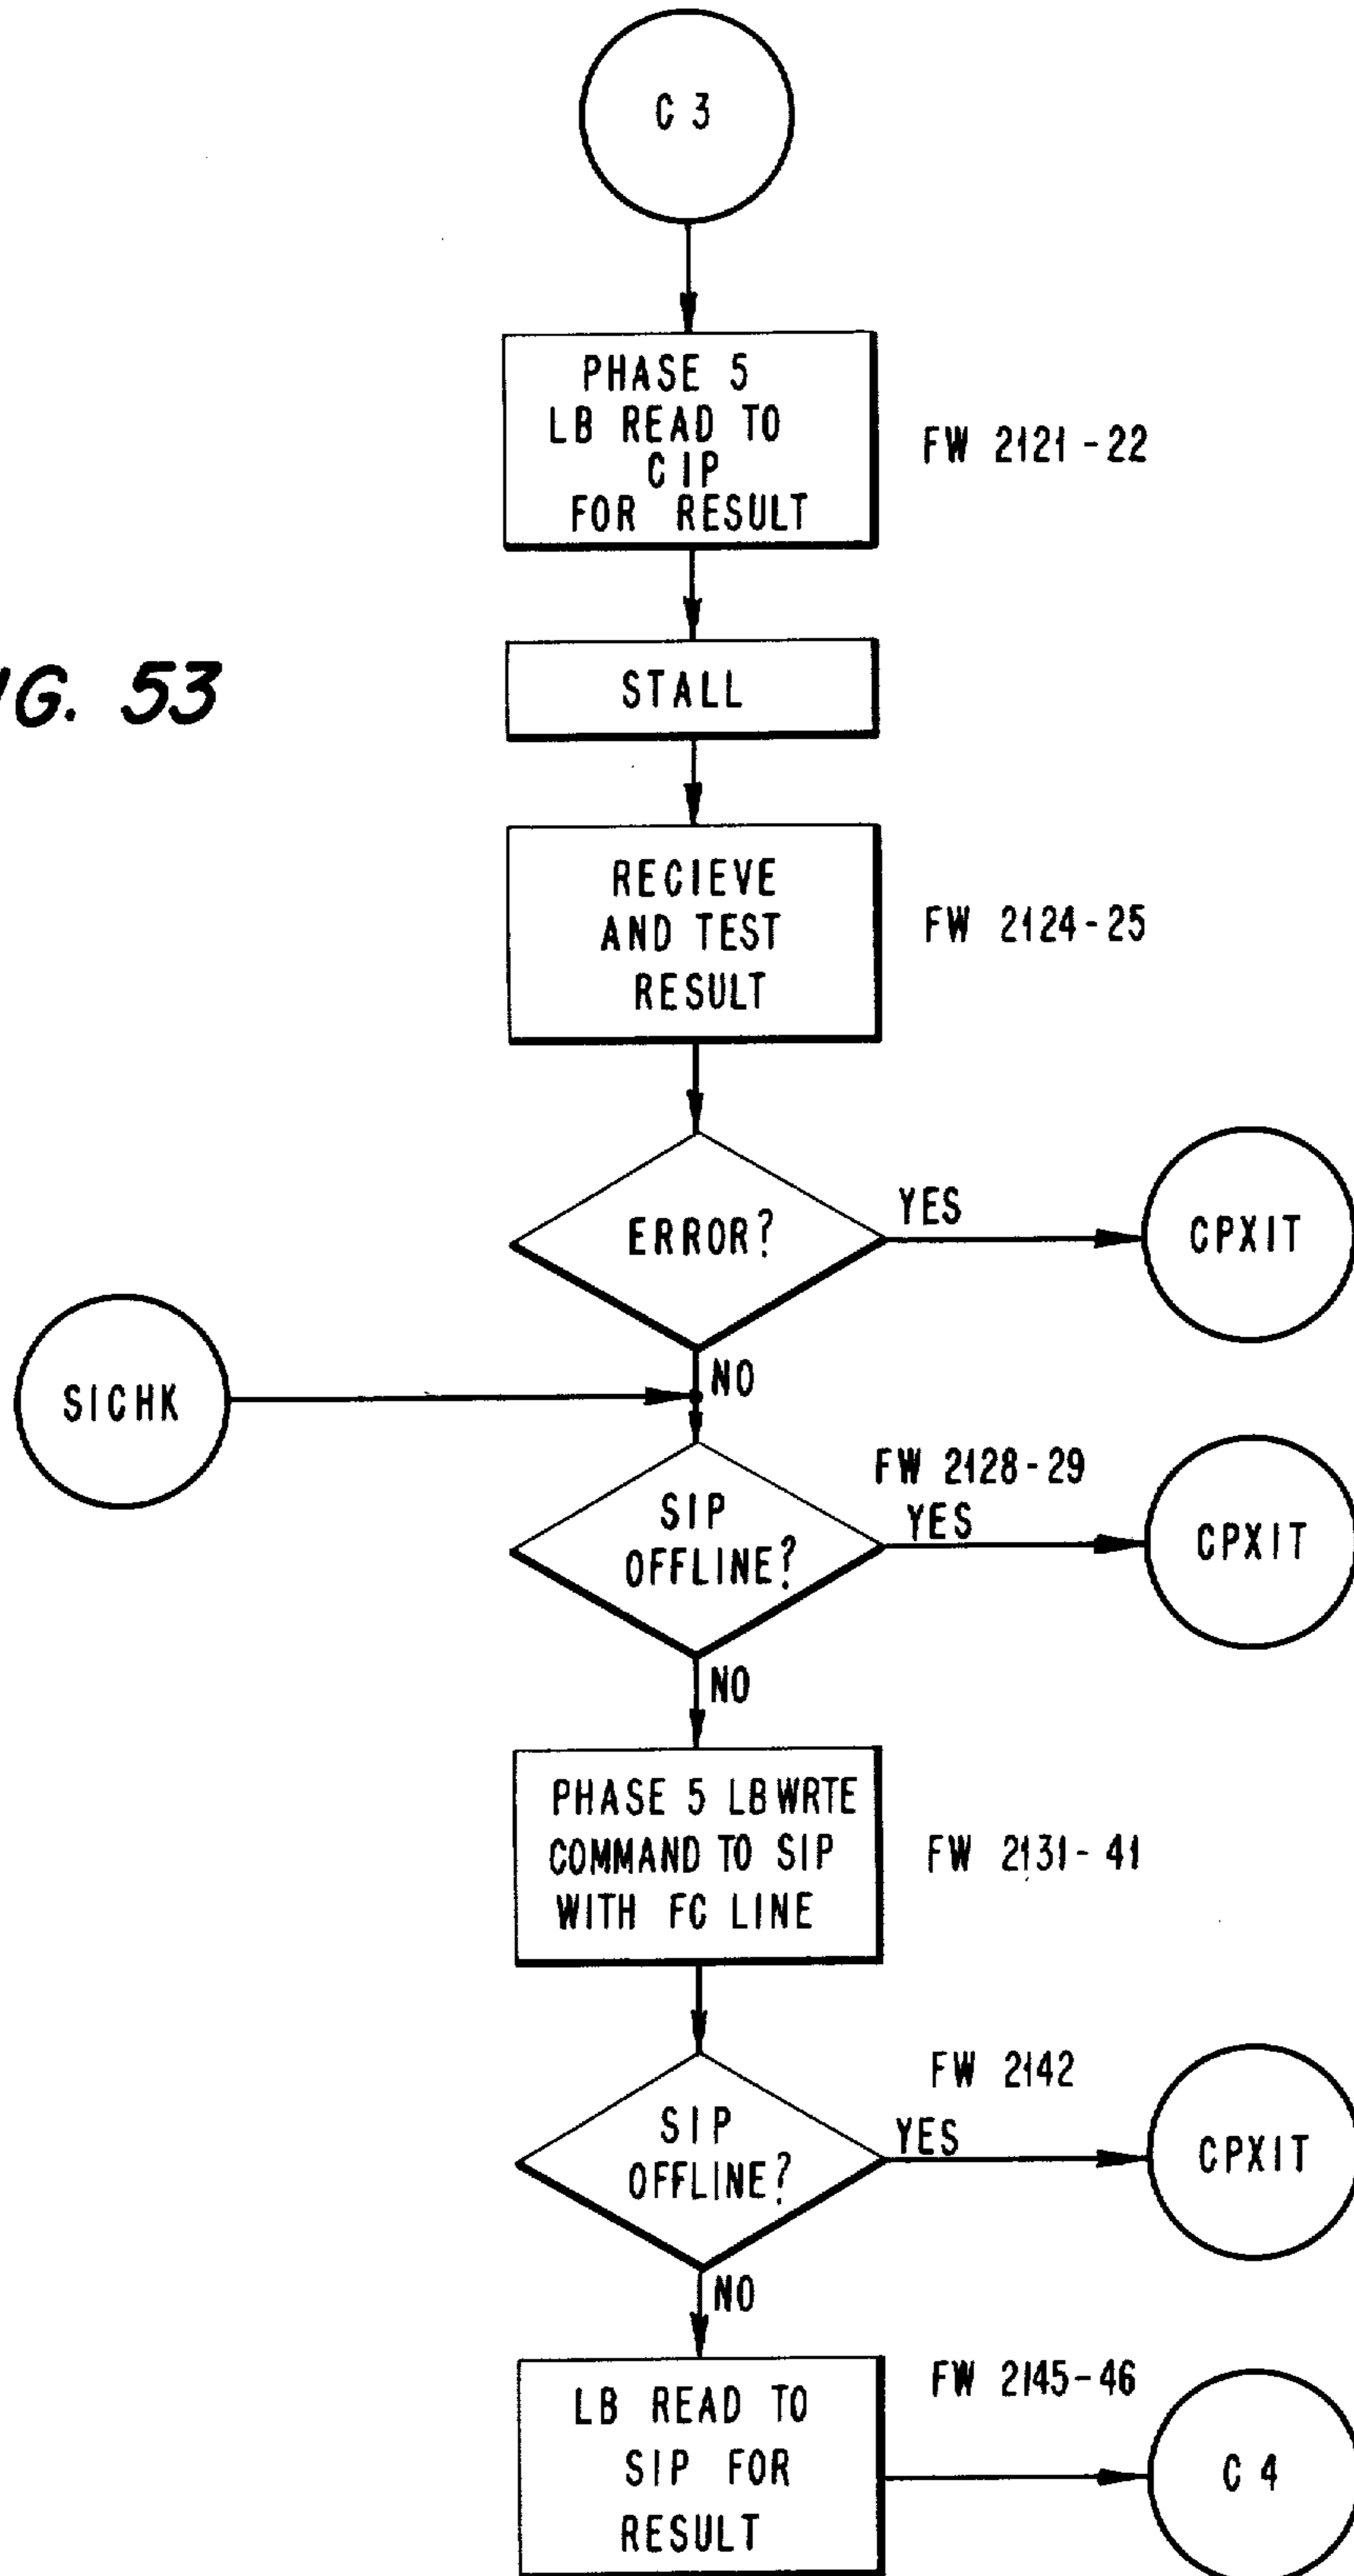 C 3
PHASE 5
LB READ TO
CIP
FOR RESULT
FW 2121-22
G. 53
STALL
RECIEVE
AND TEST
RESULT
FW 2124-25
ERROR?
YES
CPXIT
NO
SICHK
SIP
OFFLINE?
FW 2128-29
YES
CPXIT
NO
PHASE 5 LBWRTE
COMMAND TO SIP
WITH FC LINE
FW 2131-41
SIP
OFFLINE?
FW 2142
YES
CPXIT
NO
LB READ TO
SIP FOR
RESULT
FW 2145-46
C 4